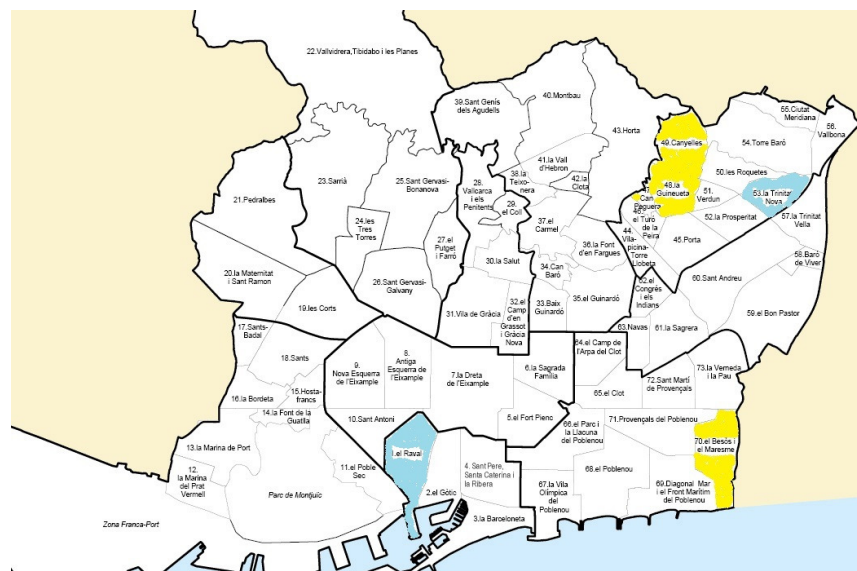 22.Vallvidrera,Tibidabo i les Planes
39.Sant Genís
dels Agudells
40.Montbau
43.Horta
55.Ciutat
Meridiana
56.
Vallbona
54.Torre Baró
49.Canyelles
50.les Roquetes
53.la Trinitat
Nova
48.la
Guineueta
51.
Verdun
47.
Can
Peguera
46.
el Turó
de la
Peira
52.la Prosperitat
57.la Trinitat
Vella
45.Porta
44.
Vila-
picina-
Torre
Llobeta
58.Baró
de Viver
41.la Vall
d'Hebron
38.la
Teixo-
nera
42.la
Clota
25.Sant Gervasi-
Bonanova
28.
Vallcarca
i els
Penitents
23.Sarrià
21.Pedralbes
29.
el Coll
37.el
Carmel
24.les
Tres
Torres
27.el
Putget
i Farró
36.la Font
d'en Fargues
30.la Salut
34.Can
Baró
20.la Maternitat
i Sant Ramon
26.Sant Gervasi-
Galvany
60.Sant Andreu
62.el
Congrés
i els
Indians
59.el Bon Pastor
19.les Corts
31.Vila de Gràcia
32.el
Camp
d'en
Grassot
i Gràcia
Nova
33.Baix
Guinardó
35.el Guinardó
63.Navas
61.la Sagrera
17.Sants-
Badal
18.Sants
9.
Nova Esquerra
de l'Eixample
8.
Antiga
Esquerra de
l'Eixample
7.la Dreta
de l'Eixample
6.la Sagrada
Família
64.el Camp de
l'Arpa del Clot
65.el Clot
72.Sant Martí
de Provençals
73.la Verneda
i la Pau
16.la Bordeta
15.Hosta-
francs
14.la Font de la
Guatlla
10.Sant Antoni
5.el Fort Pienc
66.el Parc i
la Llacuna
del Poblenou
71.Provençals del Poblenou
70.el Besòs i
el Maresme
13.la Marina de Port
12.
la Marina
del Prat
Vermell
11.el Poble
Sec
1.el Raval
4. Sant Pere,
Santa Caterina i
la Ribera
2.el Gòtic
3.la Barceloneta
67.la Vila
Olímpica
del
Poblenou
68.el Poblenou
69.Diagonal Mar
i el Front Marítim
del Poblenou
Parc de Montjuïc
Zona Franca-Port